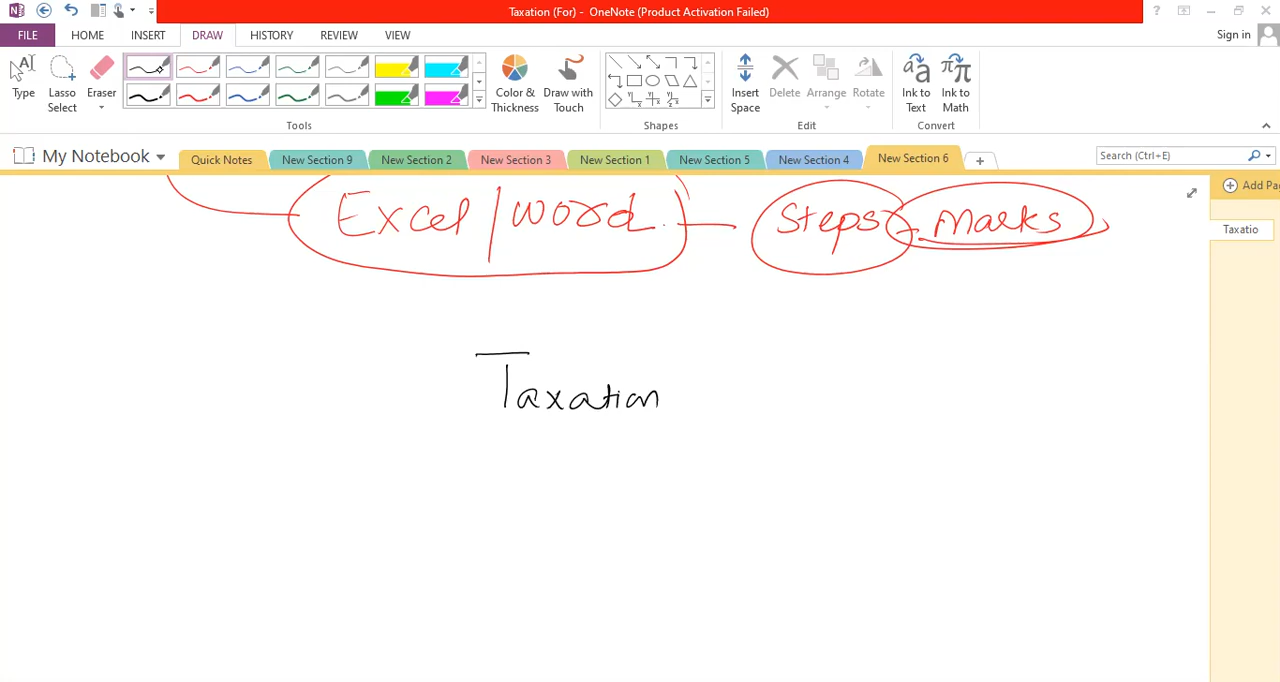 Taxation (For) - OneNote (Product Activation Failed)
FILE HOME INSERT DRAW HISTORY REVIEW VIEW Sign in
Type Lasso Select Eraser Color & Thickness Draw with Touch Insert Space Delete Arrange Rotate Ink to Text Ink to Math
Tools Shapes Edit Convert
My Notebook Quick Notes New Section 9 New Section 2 New Section 3 New Section 1 New Section 5 New Section 4 New Section 6 Search (Ctrl+E)
Add Pag
Excel | Word - Steps - Marks
Taxatio
Taxation